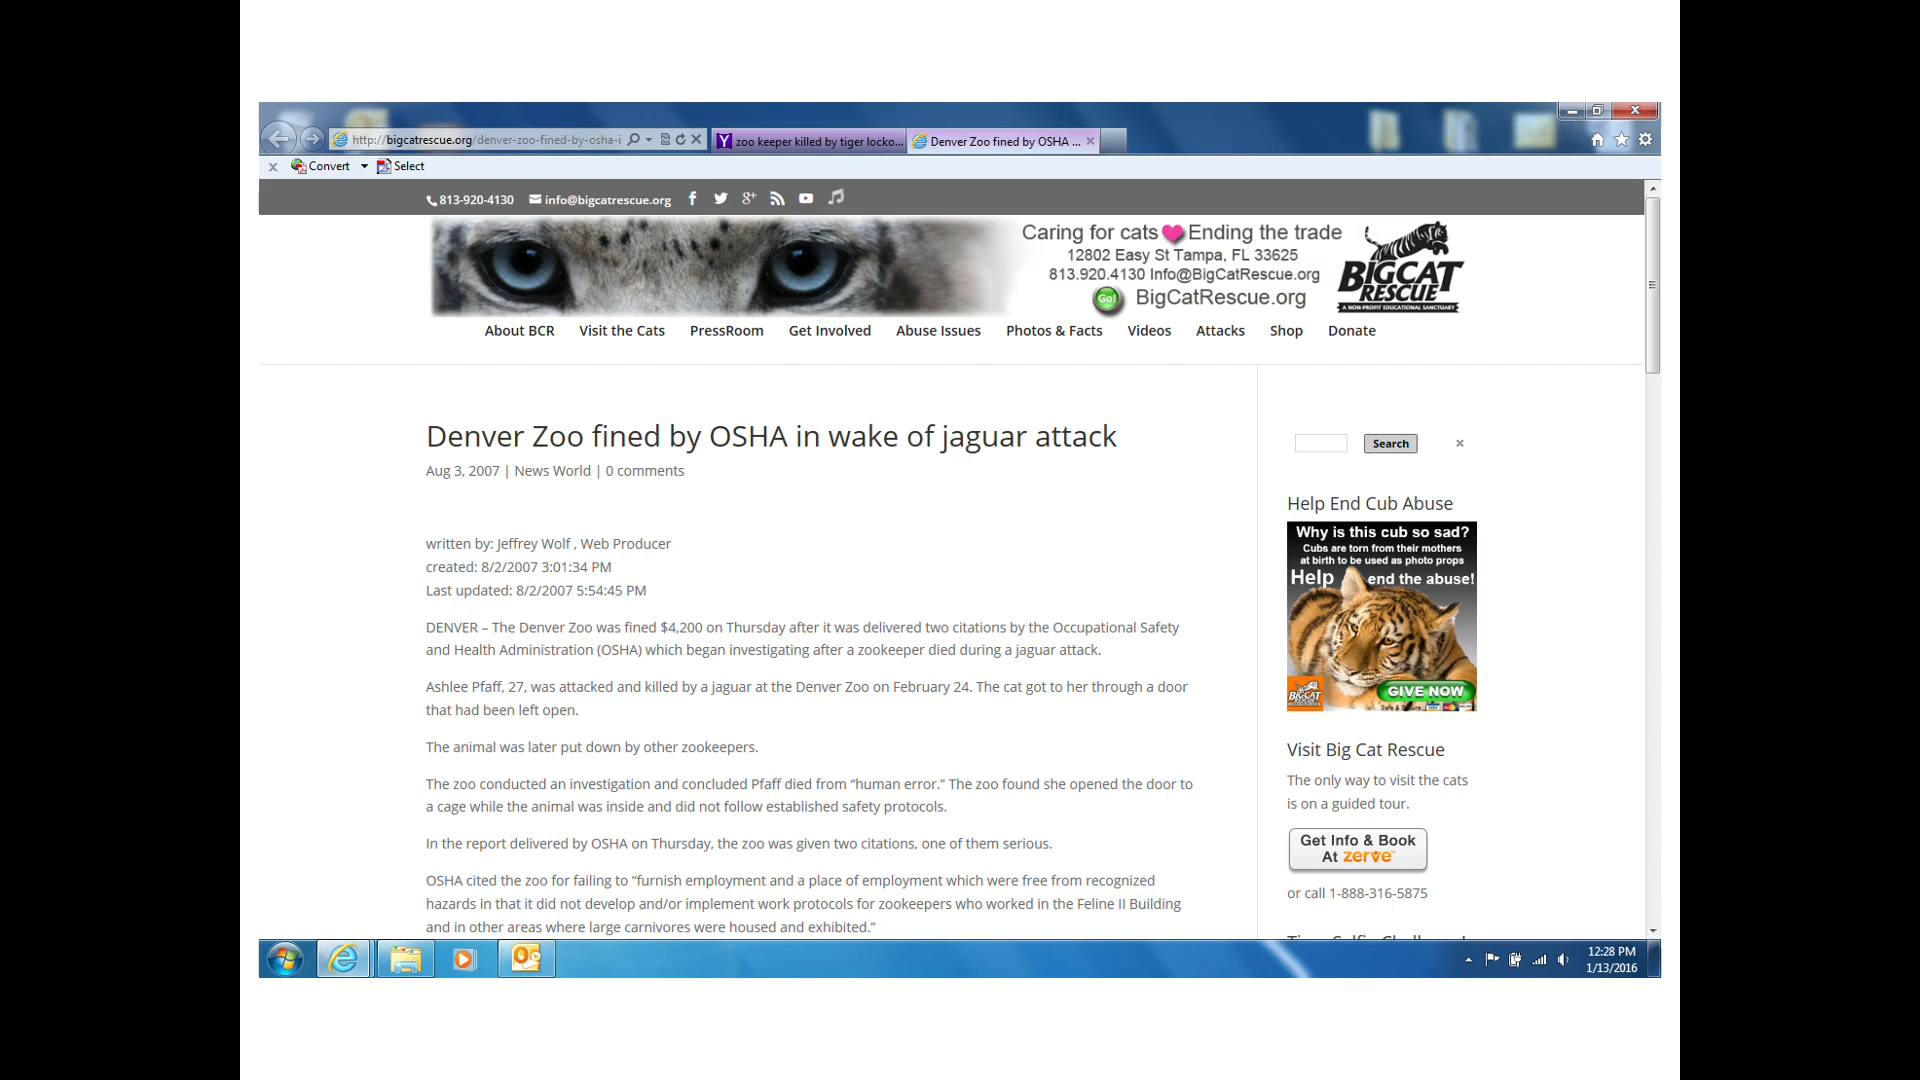 http://bigcatrescue.org/denver-zoo-fined-by-osha-i
zoo keeper killed by tiger locko...
Denver Zoo fined by OSHA ...
Convert
Select
813-920-4130
info@bigcatrescue.org
Caring for cats Ending the trade
12802 Easy St Tampa, FL 33625
813.920.4130 Info@BigCatRescue.org
Go! BigCatRescue.org
BIGCAT
RESCUE
A NON-PROFIT EDUCATIONAL SANCTUARY
About BCR Visit the Cats PressRoom Get Involved Abuse Issues Photos & Facts Videos Attacks Shop Donate
Denver Zoo fined by OSHA in wake of jaguar attack
Aug 3, 2007 | News World | 0 comments
written by: Jeffrey Wolf , Web Producer
created: 8/2/2007 3:01:34 PM
Last updated: 8/2/2007 5:54:45 PM
DENVER – The Denver Zoo was fined $4,200 on Thursday after it was delivered two citations by the Occupational Safety
and Health Administration (OSHA) which began investigating after a zookeeper died during a jaguar attack.
Ashlee Pfaff, 27, was attacked and killed by a jaguar at the Denver Zoo on February 24. The cat got to her through a door
that had been left open.
The animal was later put down by other zookeepers.
The zoo conducted an investigation and concluded Pfaff died from “human error.” The zoo found she opened the door to
a cage while the animal was inside and did not follow established safety protocols.
In the report delivered by OSHA on Thursday, the zoo was given two citations, one of them serious.
OSHA cited the zoo for failing to “furnish employment and a place of employment which were free from recognized
hazards in that it did not develop and/or implement work protocols for zookeepers who worked in the Feline II Building
and in other areas where large carnivores were housed and exhibited.”
Search
Help End Cub Abuse
Why is this cub so sad?
Cubs are torn from their mothers
at birth to be used as photo props
Help end the abuse!
BIGCAT
RESCUE
GIVE NOW
Visit Big Cat Rescue
The only way to visit the cats
is on a guided tour.
Get Info & Book
At zerve
or call 1-888-316-5875
12:28 PM
1/13/2016